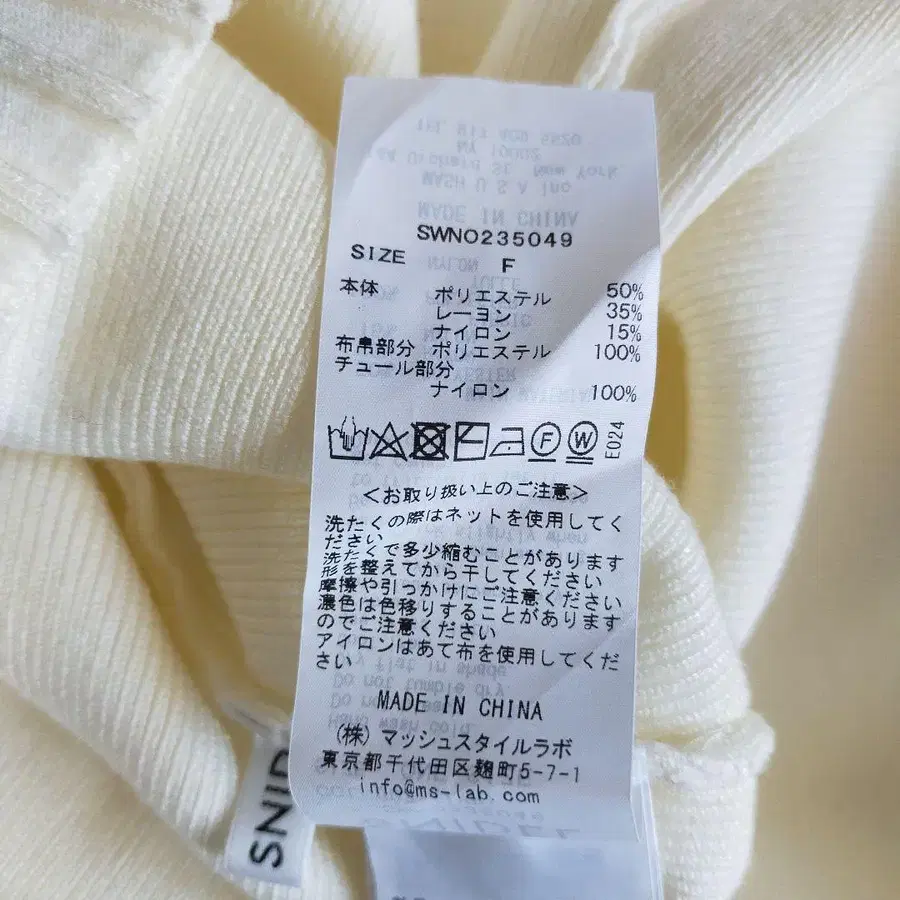 SWNO235049
SIZE F
本体 ポリエステル 50%
レーヨン 35%
ナイロン 15%
布帛部分 ポリエステル 100%
チュール部分
ナイロン 100%
F W E024
＜お取り扱い上のご注意＞
洗たくの際はネットを使用してく
ださい
洗たくで多少縮むことがあります
形を整えてから干してください
摩擦や引っかけにご注意ください
濃色は色移りすることがあります
のでご注意ください
アイロンはあて布を使用してくだ
さい
MADE IN CHINA
(株) マッシュスタイルラボ
東京都千代田区麹町5-7-1
info@ms-lab.com
SNID